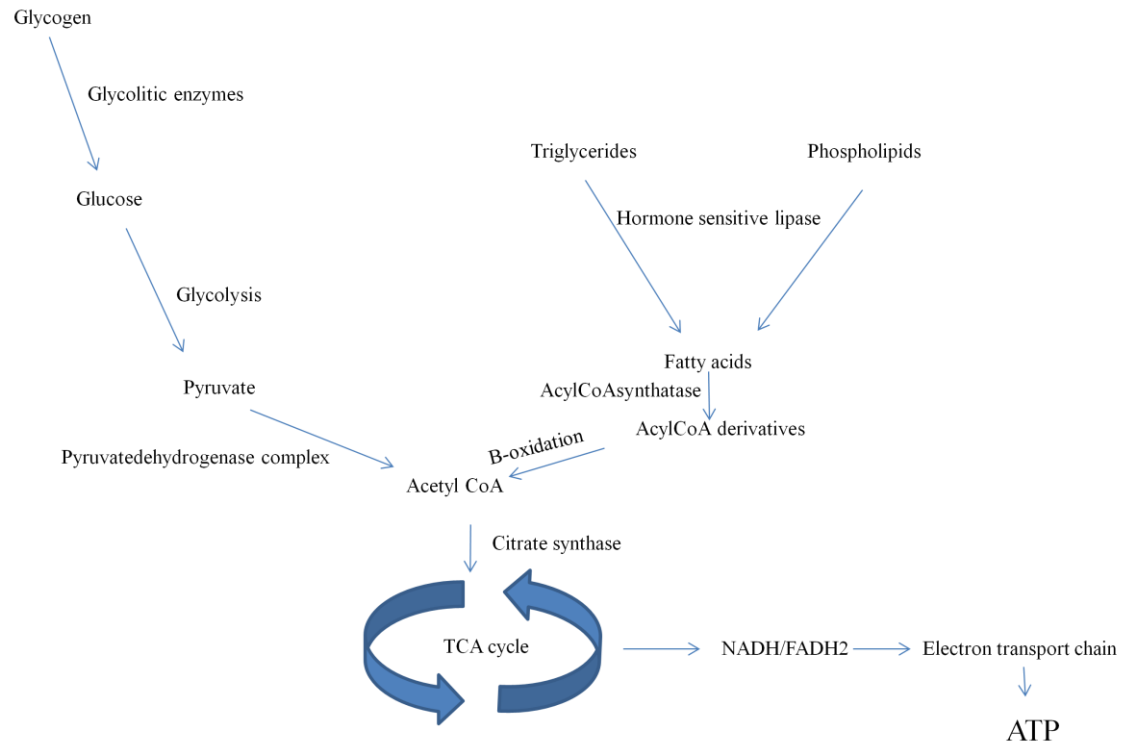 Glycogen
Glycolitic enzymes
Triglycerides
Phospholipids
Glucose
Hormone sensitive lipase
Glycolysis
Fatty acids
Pyruvate
AcylCoAsynthatase
AcylCoA derivatives
B-oxidation
Pyruvatedehydrogenase complex
Acetyl CoA
Citrate synthase
TCA cycle
NADH/FADH2
Electron transport chain
ATP